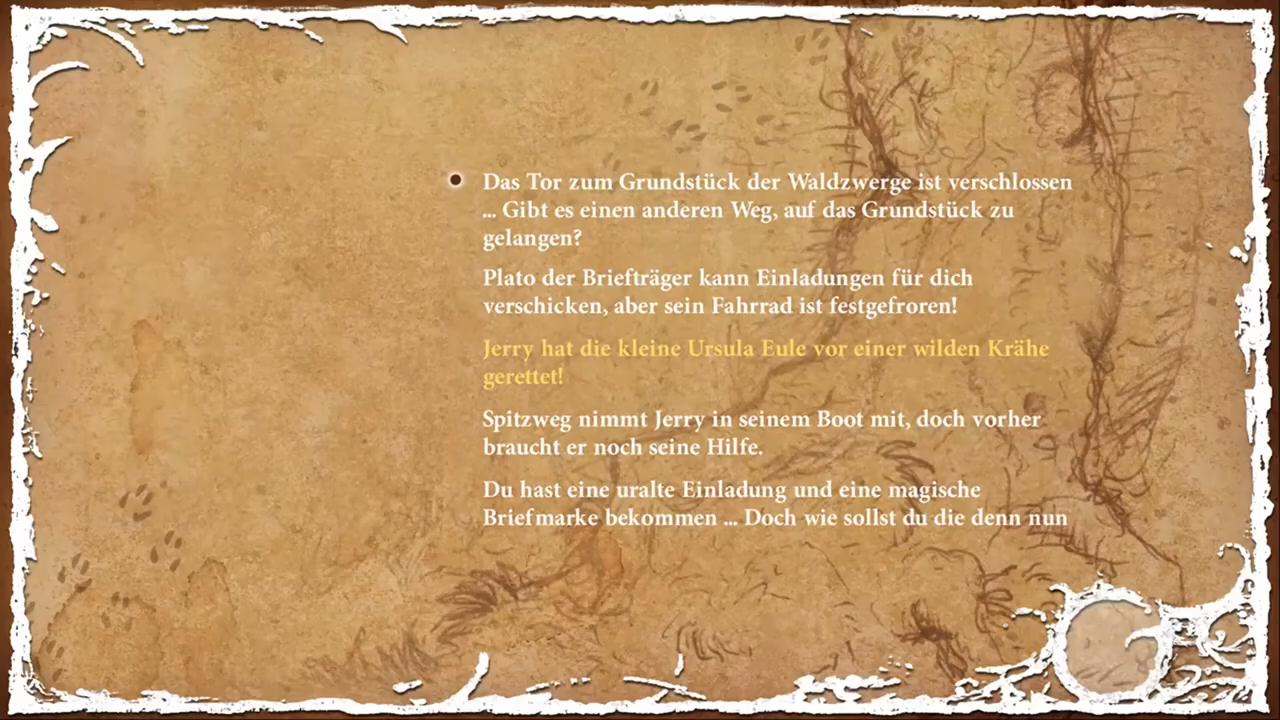 Das Tor zum Grundstück der Waldzwerge ist verschlossen
... Gibt es einen anderen Weg, auf das Grundstück zu
gelangen?
Plato der Briefträger kann Einladungen für dich
verschicken, aber sein Fahrrad ist festgefroren!
Jerry hat die kleine Ursula Eule vor einer wilden Krähe
gerettet!
Spitzweg nimmt Jerry in seinem Boot mit, doch vorher
braucht er noch seine Hilfe.
Du hast eine uralte Einladung und eine magische
Briefmarke bekommen ... Doch wie sollst du die denn nun